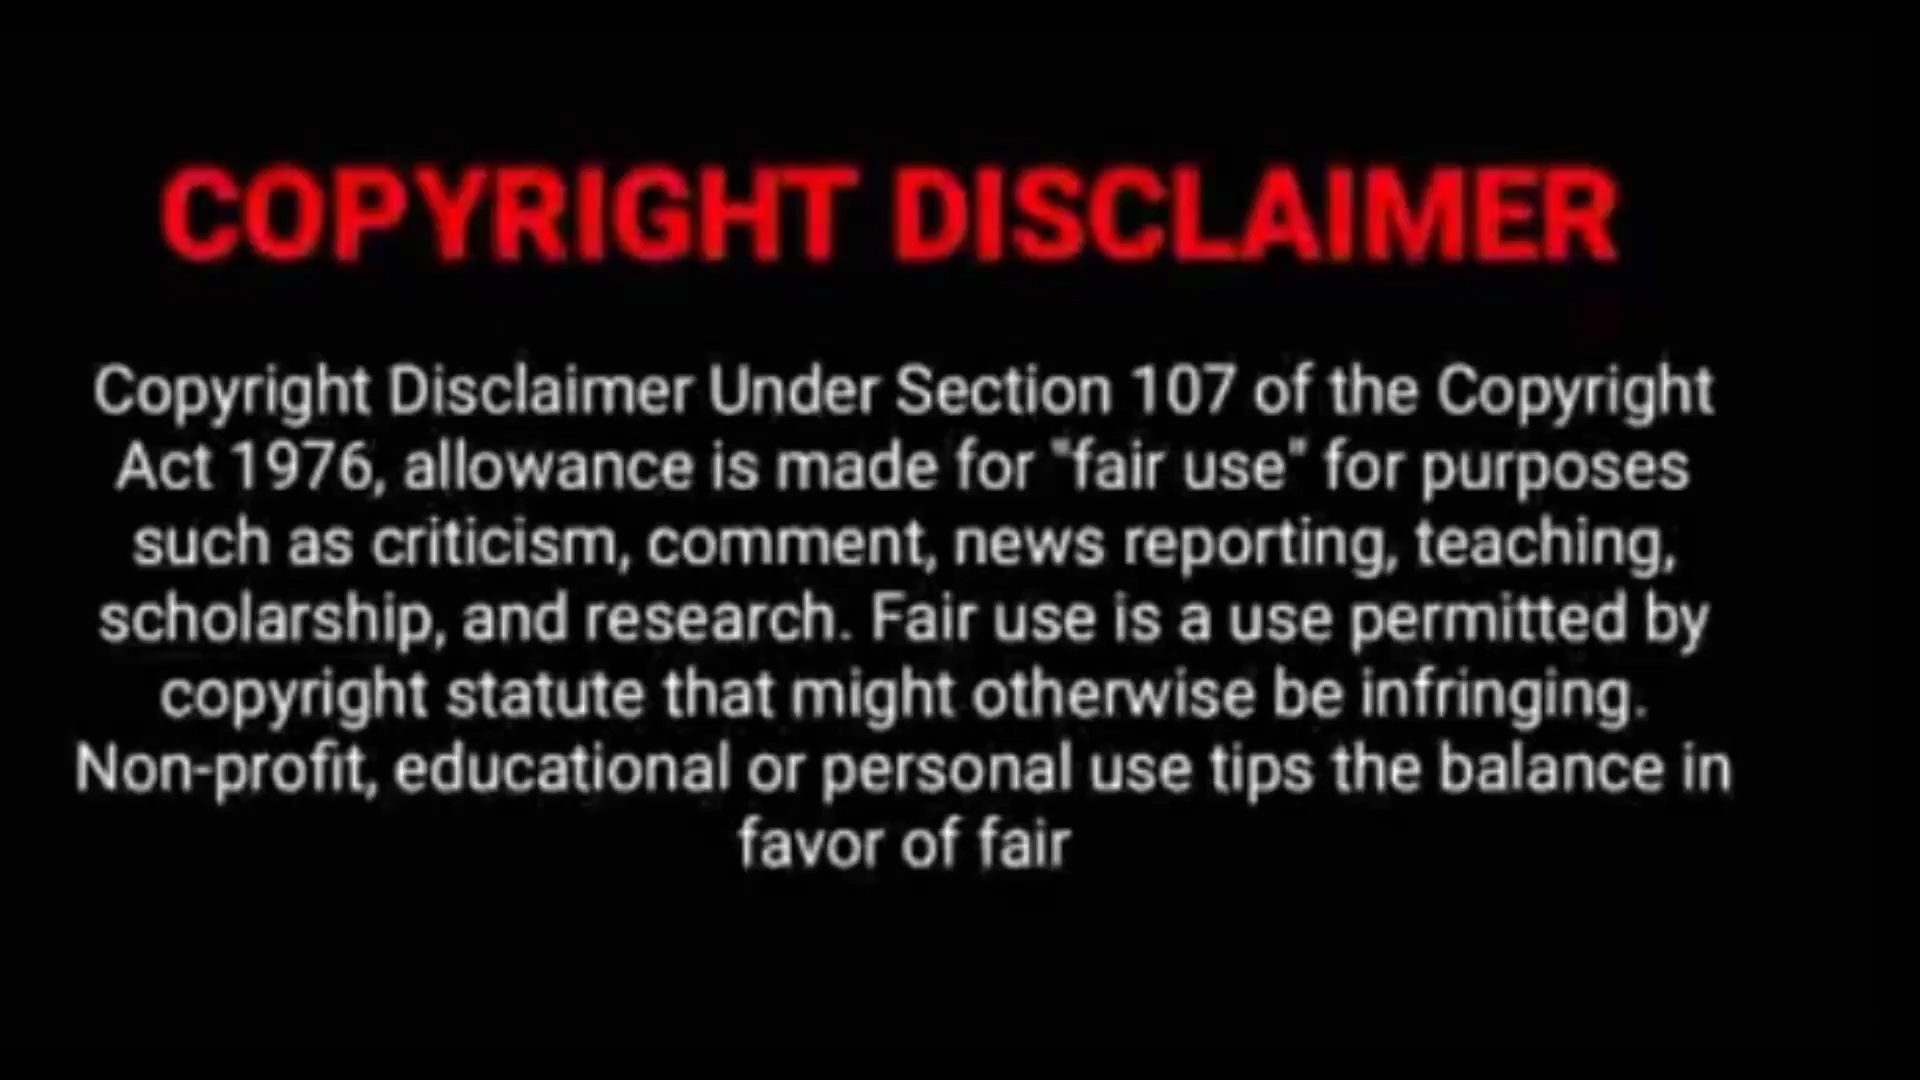 COPYRIGHT DISCLAIMER
Copyright Disclaimer Under Section 107 of the Copyright
Act 1976, allowance is made for "fair use" for purposes
such as criticism, comment, news reporting, teaching,
scholarship, and research. Fair use is a use permitted by
copyright statute that might otherwise be infringing.
Non-profit, educational or personal use tips the balance in
favor of fair